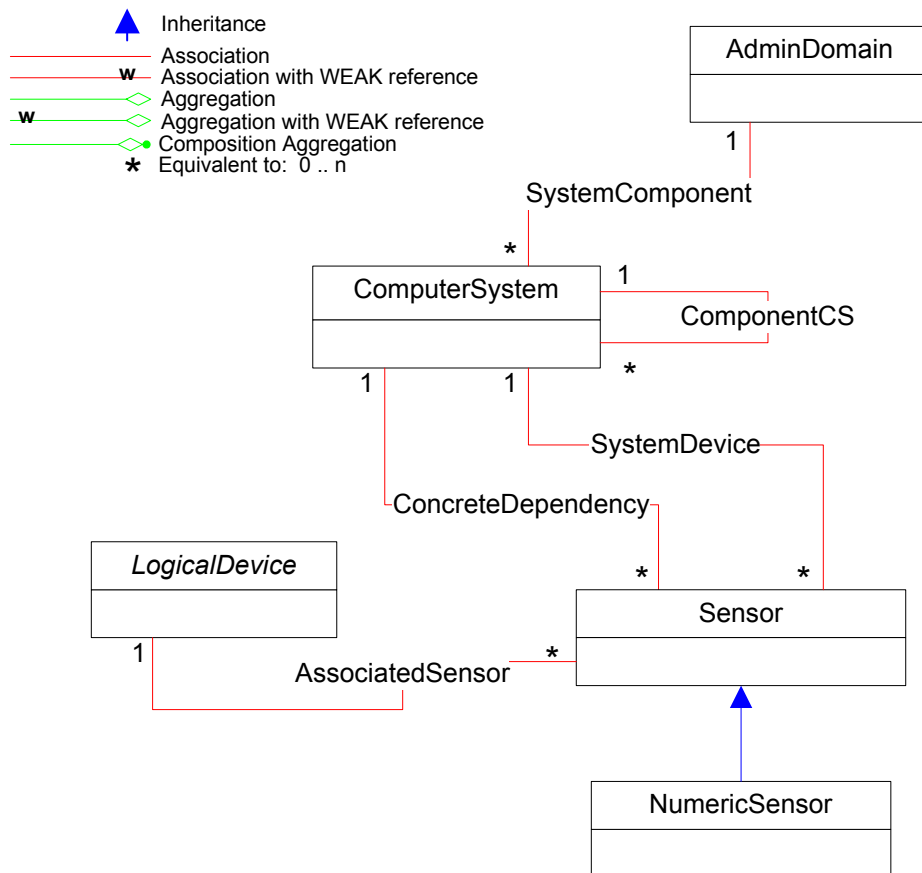 Inheritance
Association
w
Association with WEAK reference
Aggregation
w
Aggregation with WEAK reference
Composition Aggregation
* Equivalent to: 0 .. n
AdminDomain
1
SystemComponent
*
ComputerSystem
1
ComponentCS
*
1
1
SystemDevice
ConcreteDependency
LogicalDevice
*
*
Sensor
1
*
AssociatedSensor
NumericSensor